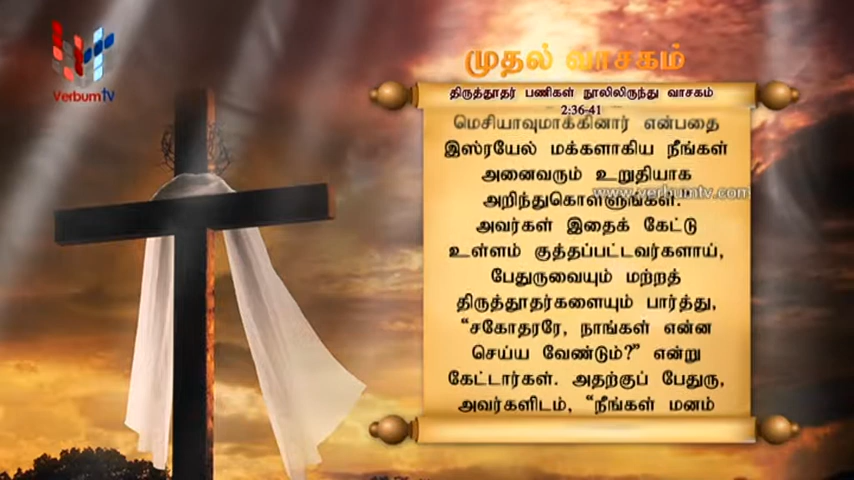 VerbumTV
முதல் வாசகம்
திருத்தூதர் பணிகள் நூலிலிருந்து வாசகம்
2:36-41
மெசியாவுமாக்கினார் என்பதை
இஸ்ரயேல் மக்களாகிய நீங்கள்
அனைவரும் உறுதியாக
www.verbumtv.com
அறிந்துகொள்ளுங்கள்.
அவர்கள் இதைக் கேட்டு
உள்ளம் குத்தப்பட்டவர்களாய்,
பேதுருவையும் மற்றத்
திருத்தூதர்களையும் பார்த்து,
“சகோதரரே, நாங்கள் என்ன
செய்ய வேண்டும்?” என்று
கேட்டார்கள். அதற்குப் பேதுரு,
அவர்களிடம், “நீங்கள் மனம்